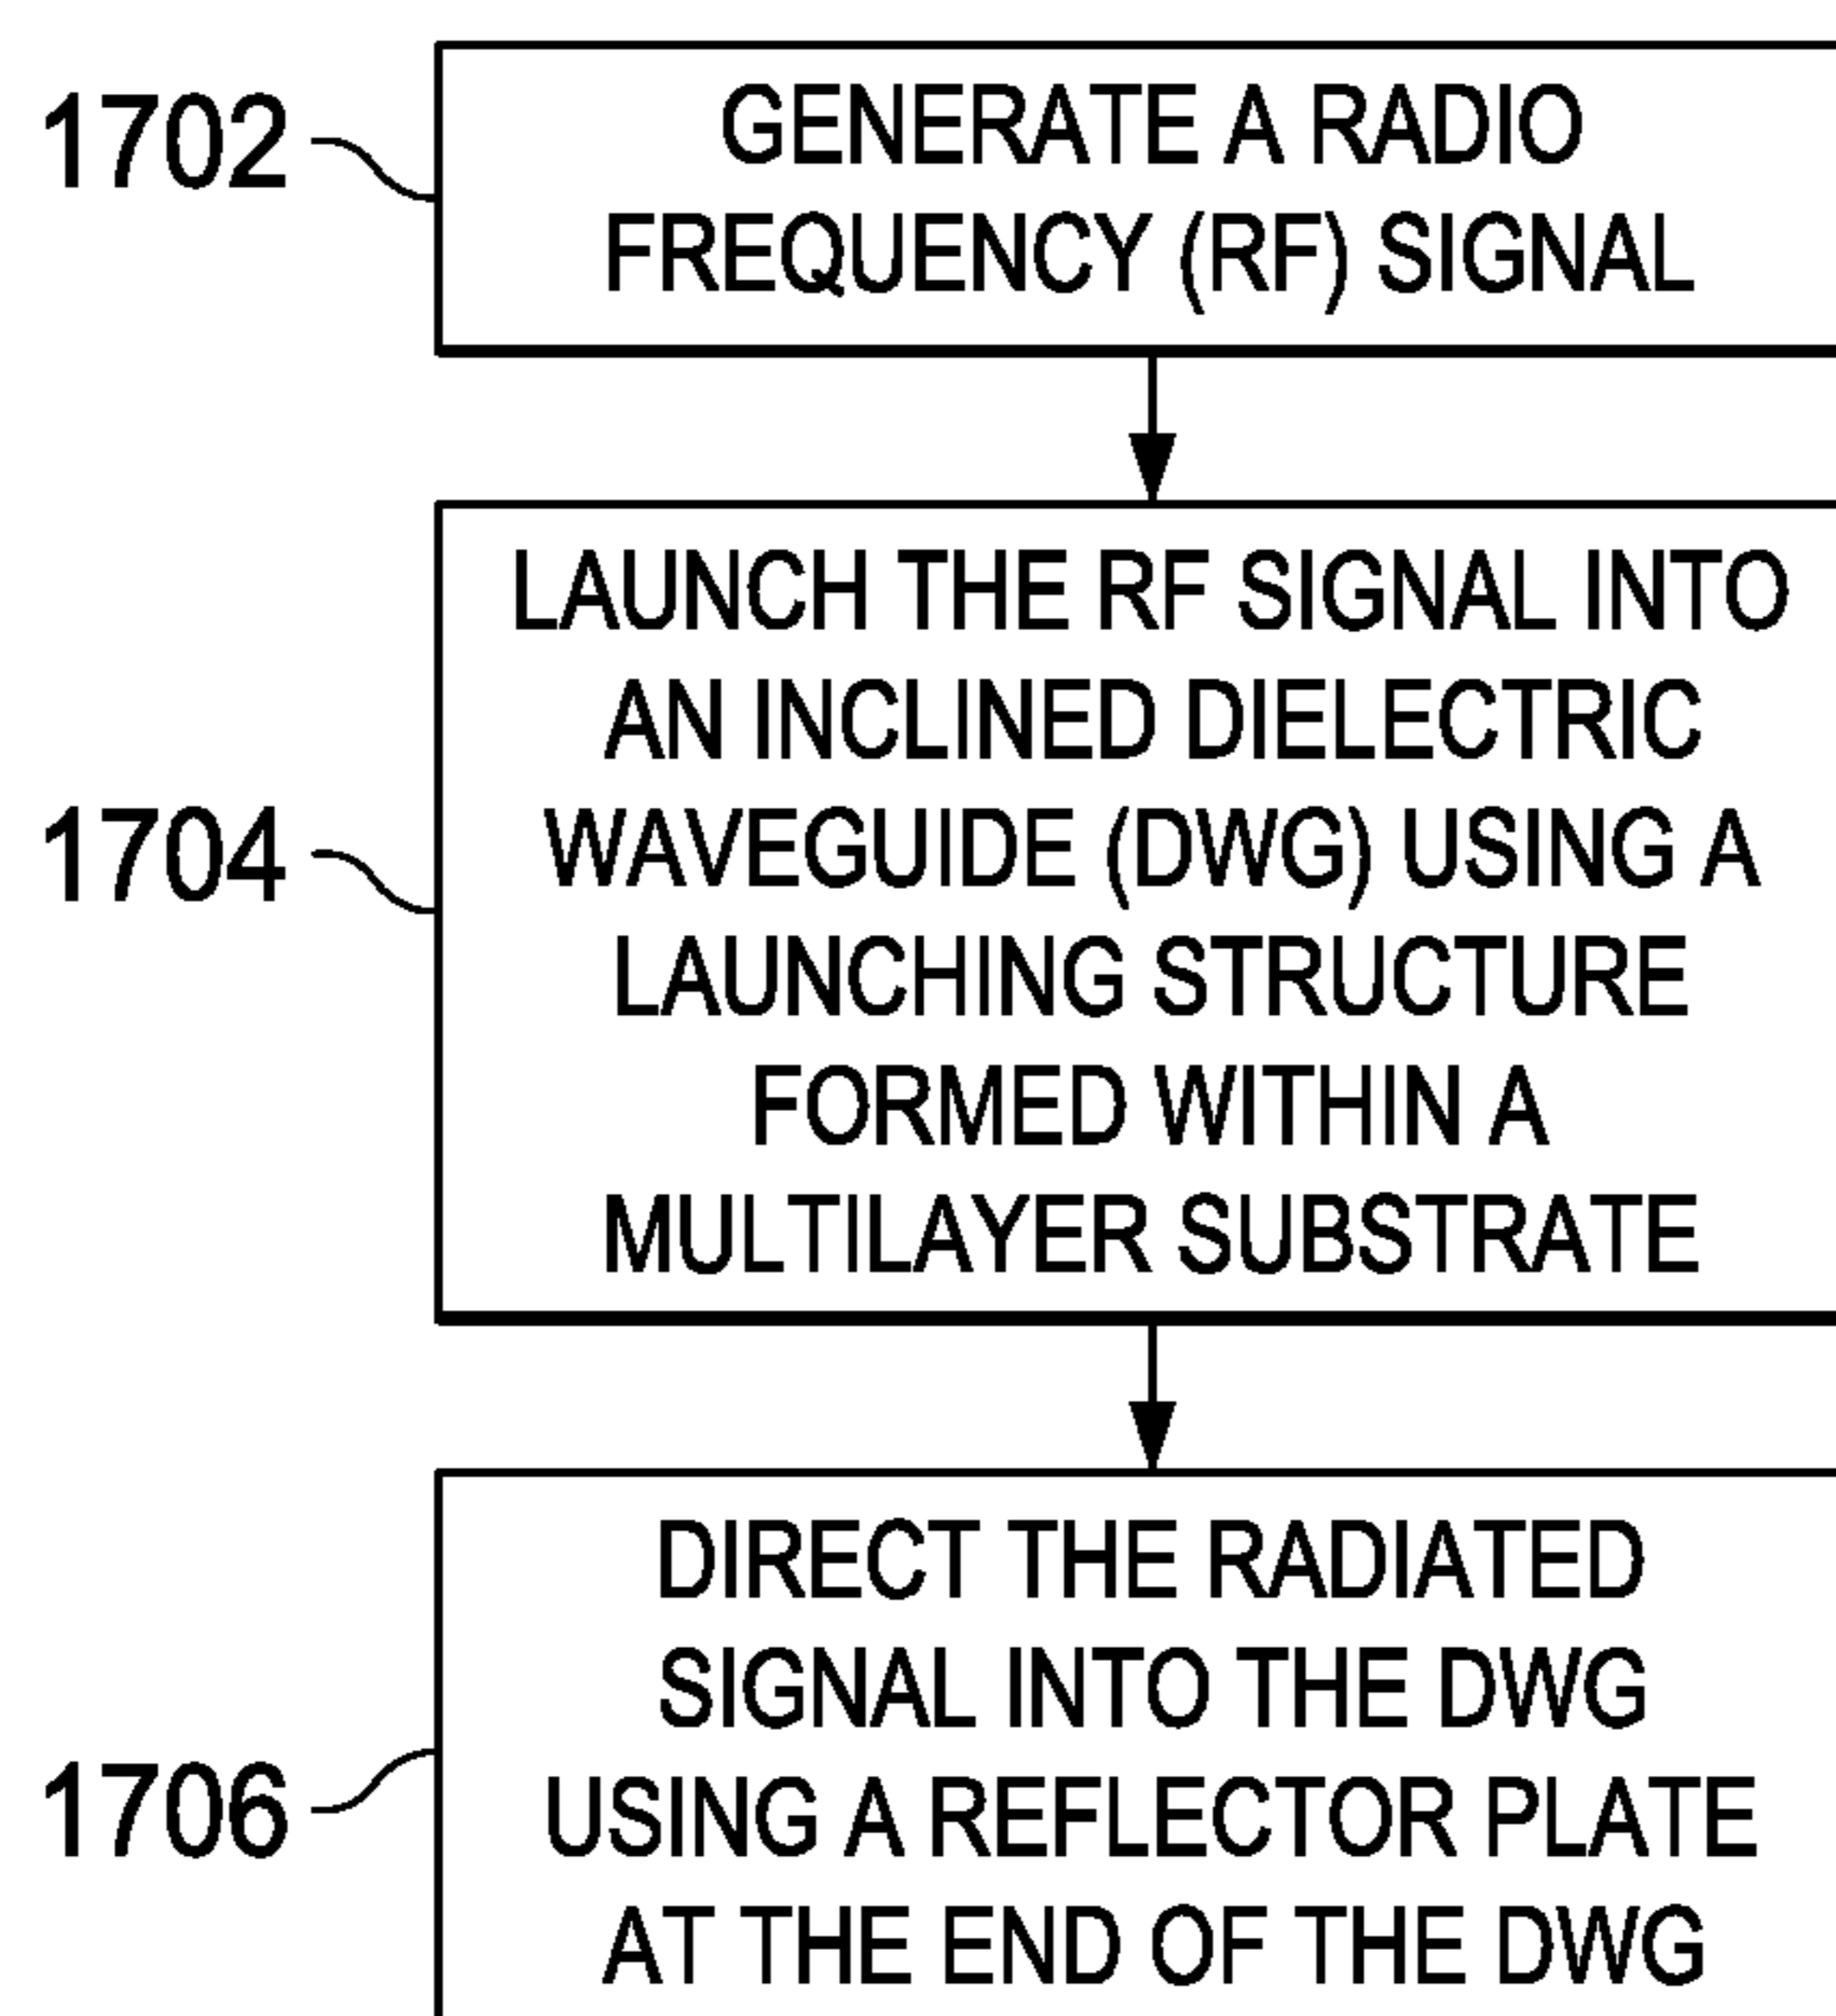 1702
GENERATE A RADIO
FREQUENCY (RF) SIGNAL
1704
LAUNCH THE RF SIGNAL INTO
AN INCLINED DIELECTRIC
WAVEGUIDE (DWG) USING A
LAUNCHING STRUCTURE
FORMED WITHIN A
MULTILAYER SUBSTRATE
1706
DIRECT THE RADIATED
SIGNAL INTO THE DWG
USING A REFLECTOR PLATE
AT THE END OF THE DWG